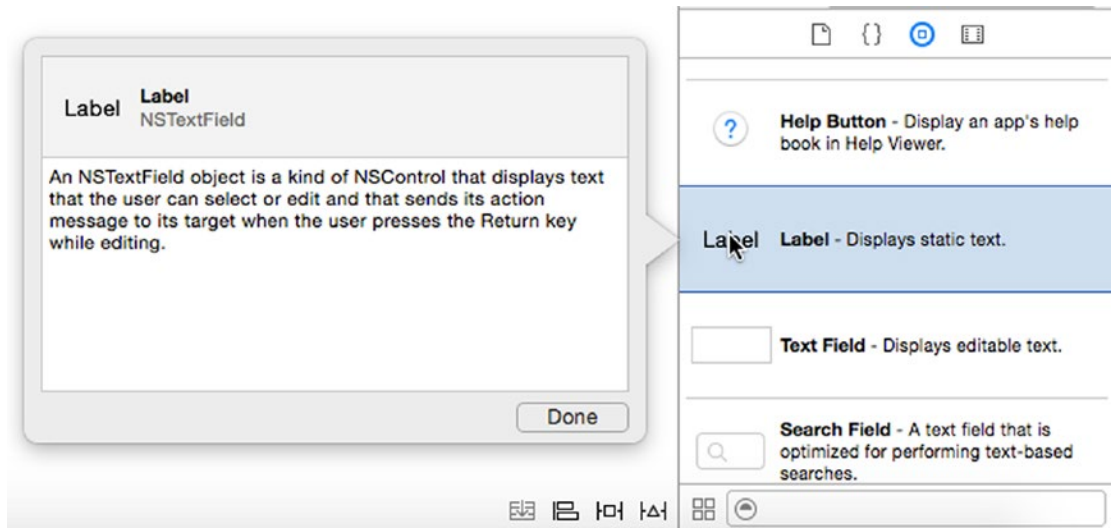 Label
Label
NSTextField
An NSTextField object is a kind of NSControl that displays text
that the user can select or edit and that sends its action
message to its target when the user presses the Return key
while editing.
Done
{}
?
Help Button - Display an app's help
book in Help Viewer.
Label
Label - Displays static text.
Text Field - Displays editable text.
Search Field - A text field that is
optimized for performing text-based
searches.